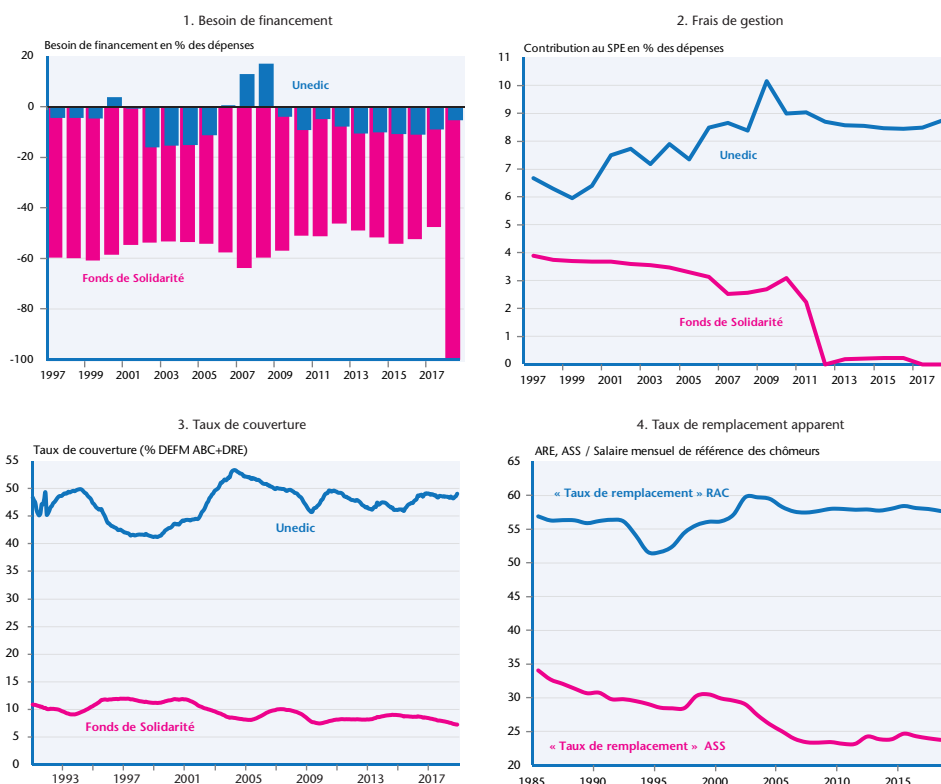 1. Besoin de financement
Besoin de financement en % des dépenses
20
0
-20
-40
-60
-80
-100
Unedic
Fonds de Solidarité
1997 1999 2001 2003 2005 2007 2009 2011 2013 2015 2017
2. Frais de gestion
Contribution au SPE en % des dépenses
11
10
9
8
7
6
5
4
3
2
1
0
Unedic
Fonds de Solidarité
1997 1999 2001 2003 2005 2007 2009 2011 2013 2015 2017
3. Taux de couverture
Taux de couverture (% DEFM ABC+DRE)
55
50
45
40
35
30
25
20
15
10
5
0
Unedic
Fonds de Solidarité
1993 1997 2001 2005 2009 2013 2017
4. Taux de remplacement apparent
ARE, ASS / Salaire mensuel de référence des chômeurs
65
60
55
50
45
40
35
30
25
20
« Taux de remplacement » RAC
« Taux de remplacement » ASS
1985 1990 1995 2000 2005 2010 2015